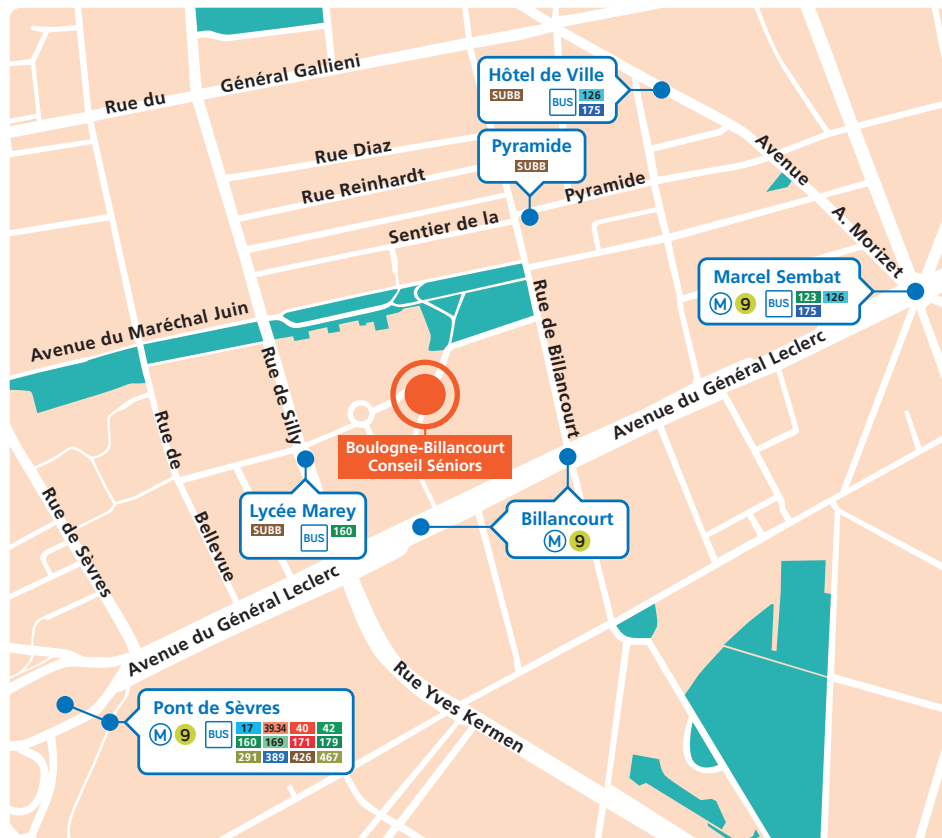 Rue du
Général Gallieni
Hôtel de Ville
SUBB
BUS
126
175
Rue Diaz
Pyramide
SUBB
Avenue
Rue Reinhardt
Pyramide
Sentier de la
A. Morizet
Marcel Sembat
M 9
BUS
123 126
175
Avenue du Maréchal Juin
Rue de Billancourt
Rue de Silly
Avenue du Général Leclerc
Rue de
Boulogne-Billancourt
Conseil Séniors
Rue de Sèvres
Lycée Marey
SUBB
BUS
160
Billancourt
M 9
Bellevue
Avenue du Général Leclerc
Rue Yves Kermen
Pont de Sèvres
M 9
BUS
17 39.34 40 42
160 169 171 179
291 389 426 467